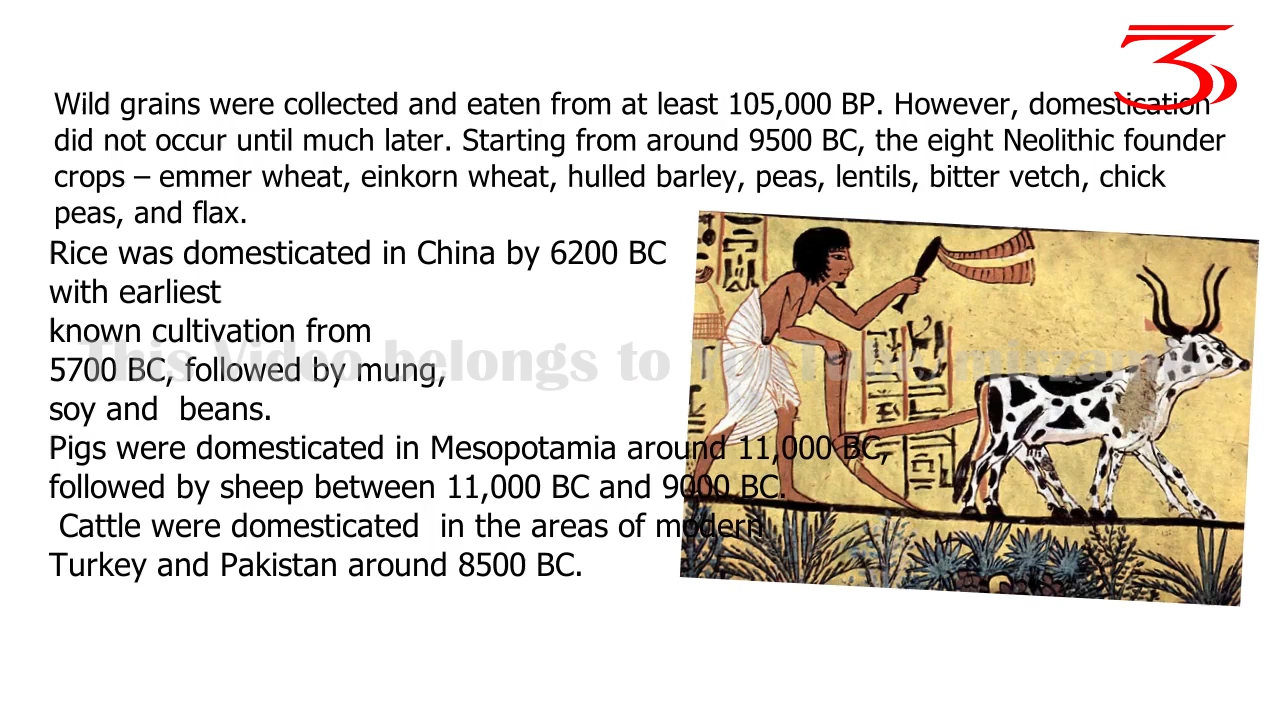 Wild grains were collected and eaten from at least 105,000 BP. However, domestication
did not occur until much later. Starting from around 9500 BC, the eight Neolithic founder
crops – emmer wheat, einkorn wheat, hulled barley, peas, lentils, bitter vetch, chick
peas, and flax.
Rice was domesticated in China by 6200 BC
with earliest
known cultivation from
5700 BC, followed by mung,
soy and  beans.
Pigs were domesticated in Mesopotamia around 11,000 BC,
followed by sheep between 11,000 BC and 9000 BC.
Cattle were domesticated  in the areas of modern
Turkey and Pakistan around 8500 BC.
This Video belongs to